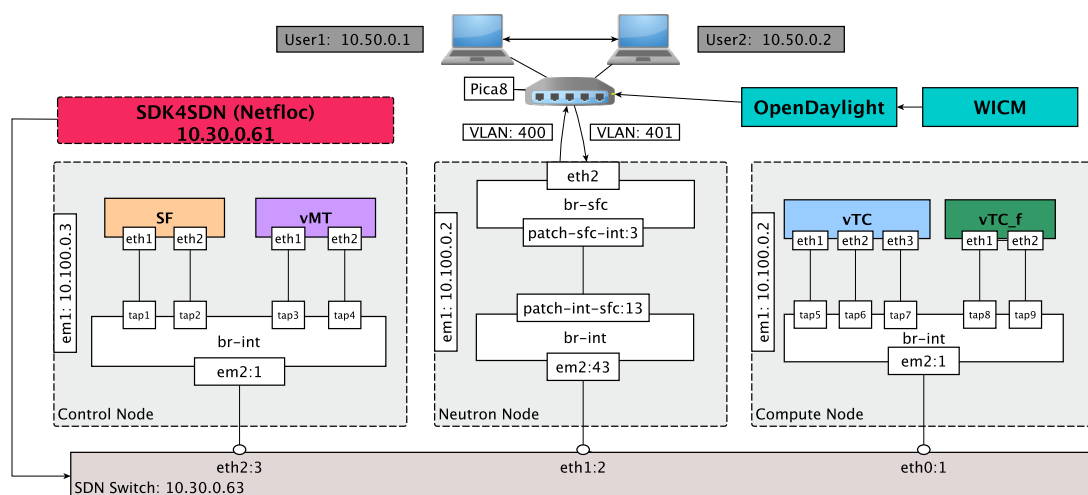 User1: 10.50.0.1
User2: 10.50.0.2
Pica8
SDK4SDN (Netfloc)
10.30.0.61
OpenDaylight
WICM
VLAN: 400
VLAN: 401
em1: 10.100.0.3
SF
eth1
eth2
vMT
eth1
eth2
tap1
tap2
tap3
tap4
br-int
em2:1
Control Node
em1: 10.100.0.2
eth2
br-sfc
patch-sfc-int:3
patch-int-sfc:13
br-int
em2:43
Neutron Node
em1: 10.100.0.2
vTC
eth1
eth2
eth3
vTC_f
eth1
eth2
tap5
tap6
tap7
tap8
tap9
br-int
em2:1
Compute Node
eth2:3
eth1:2
eth0:1
SDN Switch: 10.30.0.63